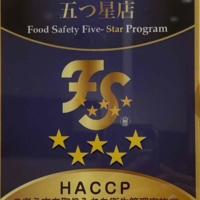 五つ星店
Food Safety Five-Star Program
FS
HACCP